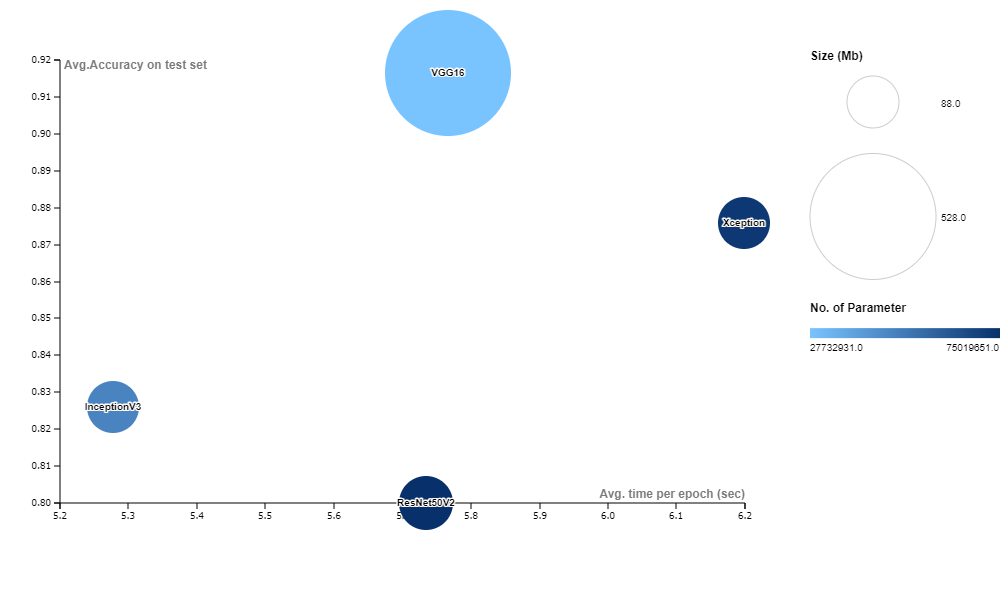 Avg.Accuracy on test set
0.92
0.91
0.90
0.89
0.88
0.87
0.86
0.85
0.84
0.83
0.82
0.81
0.80
VGG16
Xception
InceptionV3
ResNet50V2
Avg. time per epoch (sec)
5.2 5.3 5.4 5.5 5.6 5.8 5.9 6.0 6.1 6.2
Size (Mb)
88.0
528.0
No. of Parameter
27732931.0 75019651.0